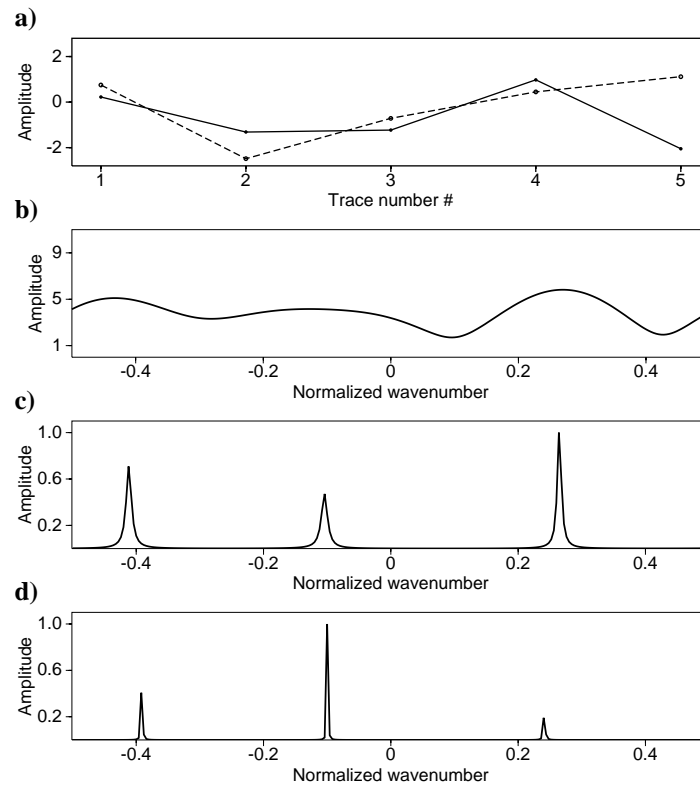 a)
Amplitude
2
0
-2
1 2 3 4 5
Trace number #
b)
Amplitude
9
5
1
-0.4 -0.2 0 0.2 0.4
Normalized wavenumber
c)
Amplitude
1.0
0.6
0.2
-0.4 -0.2 0 0.2 0.4
Normalized wavenumber
d)
Amplitude
1.0
0.6
0.2
-0.4 -0.2 0 0.2 0.4
Normalized wavenumber